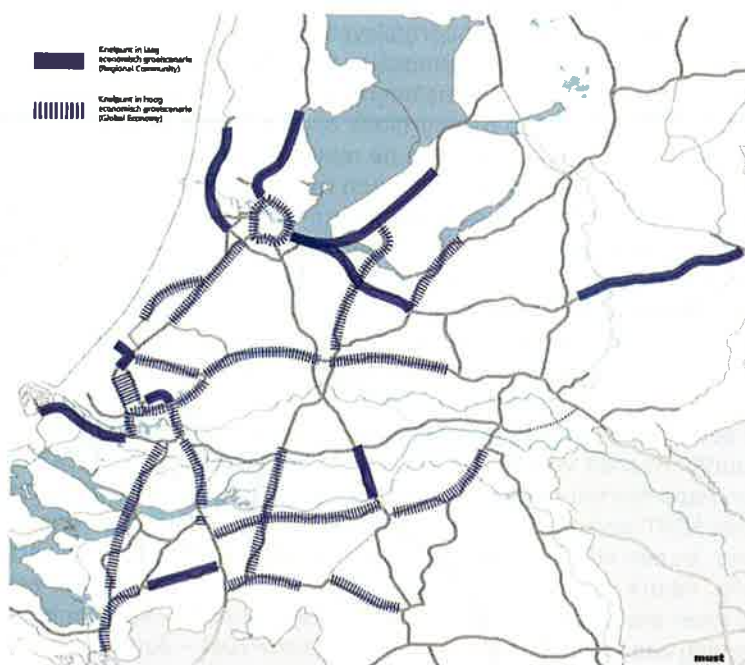 Knelpunt in laag
economisch groeiscenario
(Regional Community)
Knelpunt in hoog
economisch groeiscenario
(Global Economy)
must